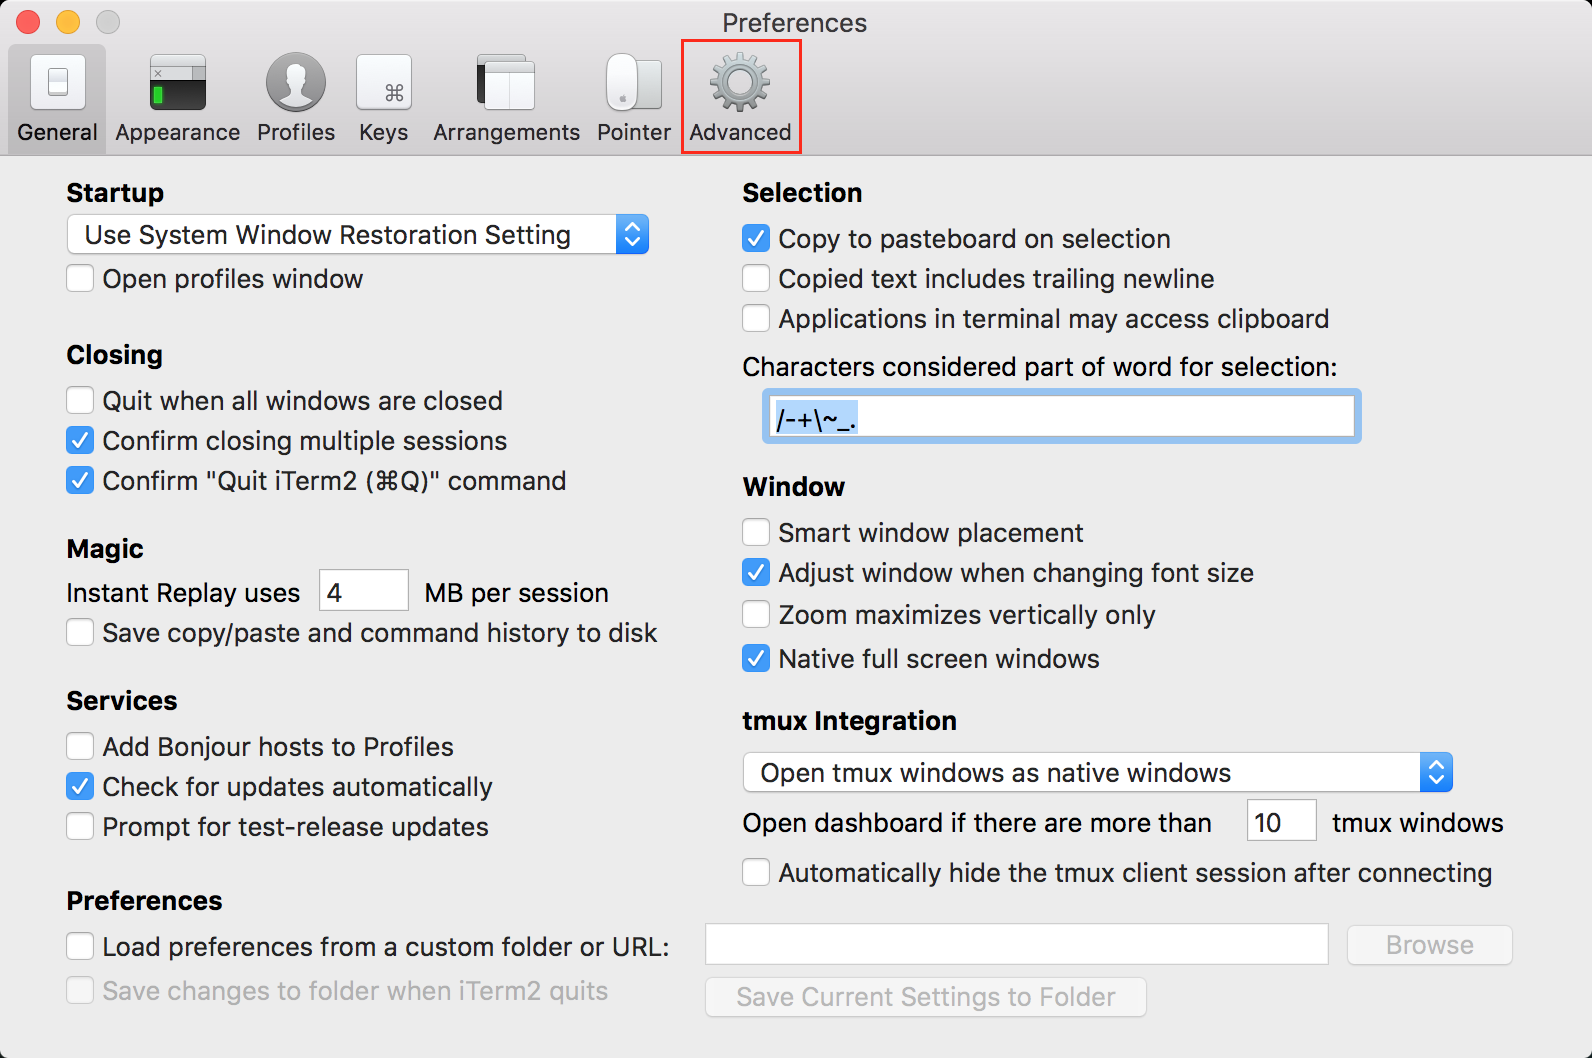 Preferences
General
Appearance
Profiles
Keys
Arrangements
Pointer
Advanced
Startup
Use System Window Restoration Setting
Open profiles window
Closing
Quit when all windows are closed
Confirm closing multiple sessions
Confirm "Quit iTerm2 (⌘Q)" command
Magic
Instant Replay uses 4 MB per session
Save copy/paste and command history to disk
Services
Add Bonjour hosts to Profiles
Check for updates automatically
Prompt for test-release updates
Selection
Copy to pasteboard on selection
Copied text includes trailing newline
Applications in terminal may access clipboard
Characters considered part of word for selection:
/-+\~_.
Window
Smart window placement
Adjust window when changing font size
Zoom maximizes vertically only
Native full screen windows
tmux Integration
Open tmux windows as native windows
Open dashboard if there are more than 10 tmux windows
Automatically hide the tmux client session after connecting
Preferences
Load preferences from a custom folder or URL:
Browse
Save changes to folder when iTerm2 quits
Save Current Settings to Folder